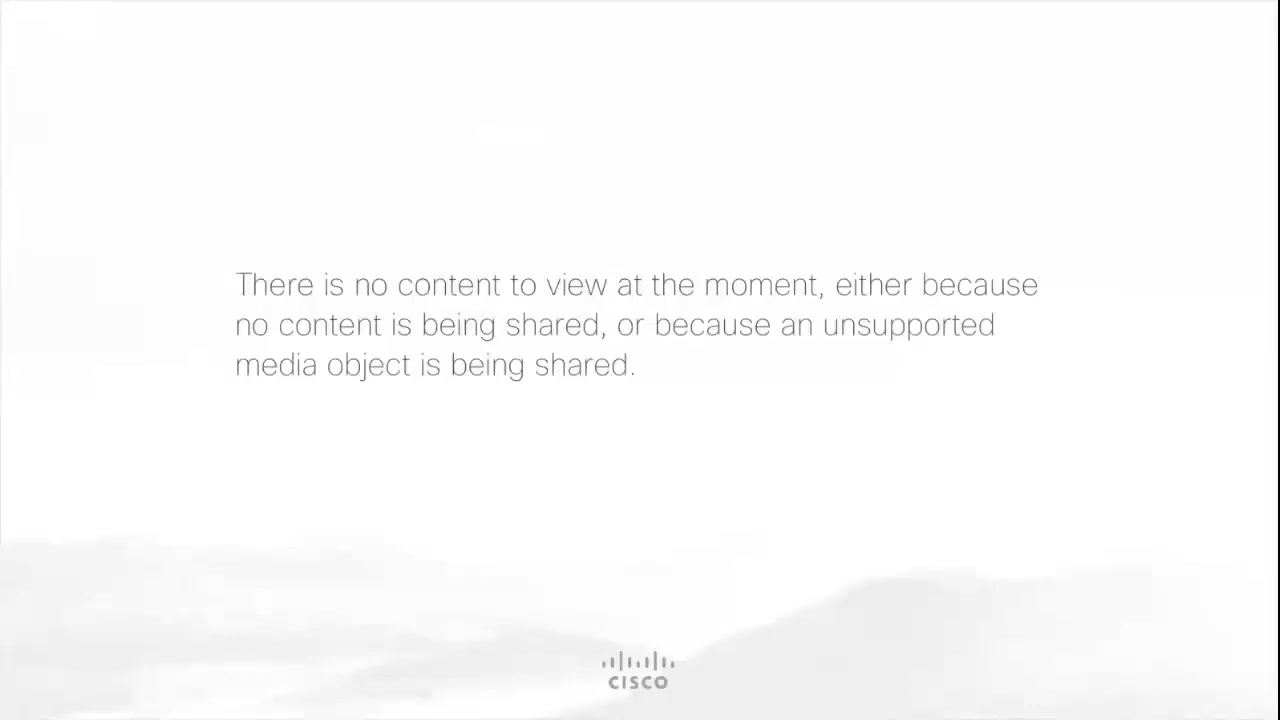 There is no content to view at the moment, either because
no content is being shared, or because an unsupported
media object is being shared.
CISCO